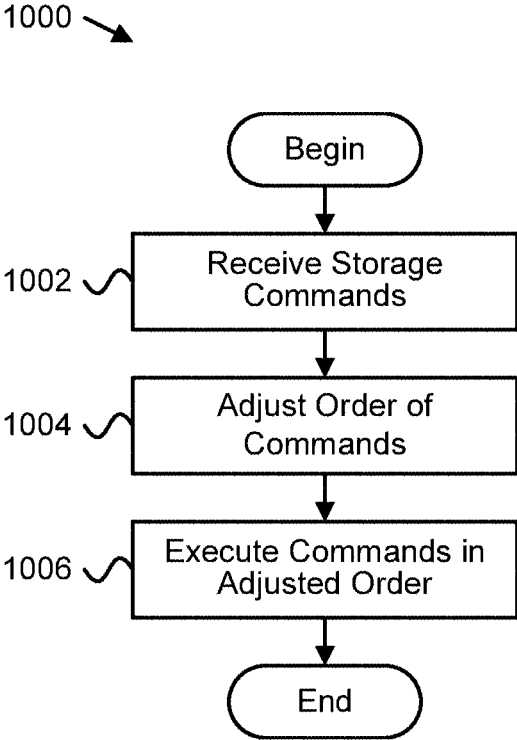 1000
Begin
1002
Receive Storage
Commands
1004
Adjust Order of
Commands
1006
Execute Commands in
Adjusted Order
End